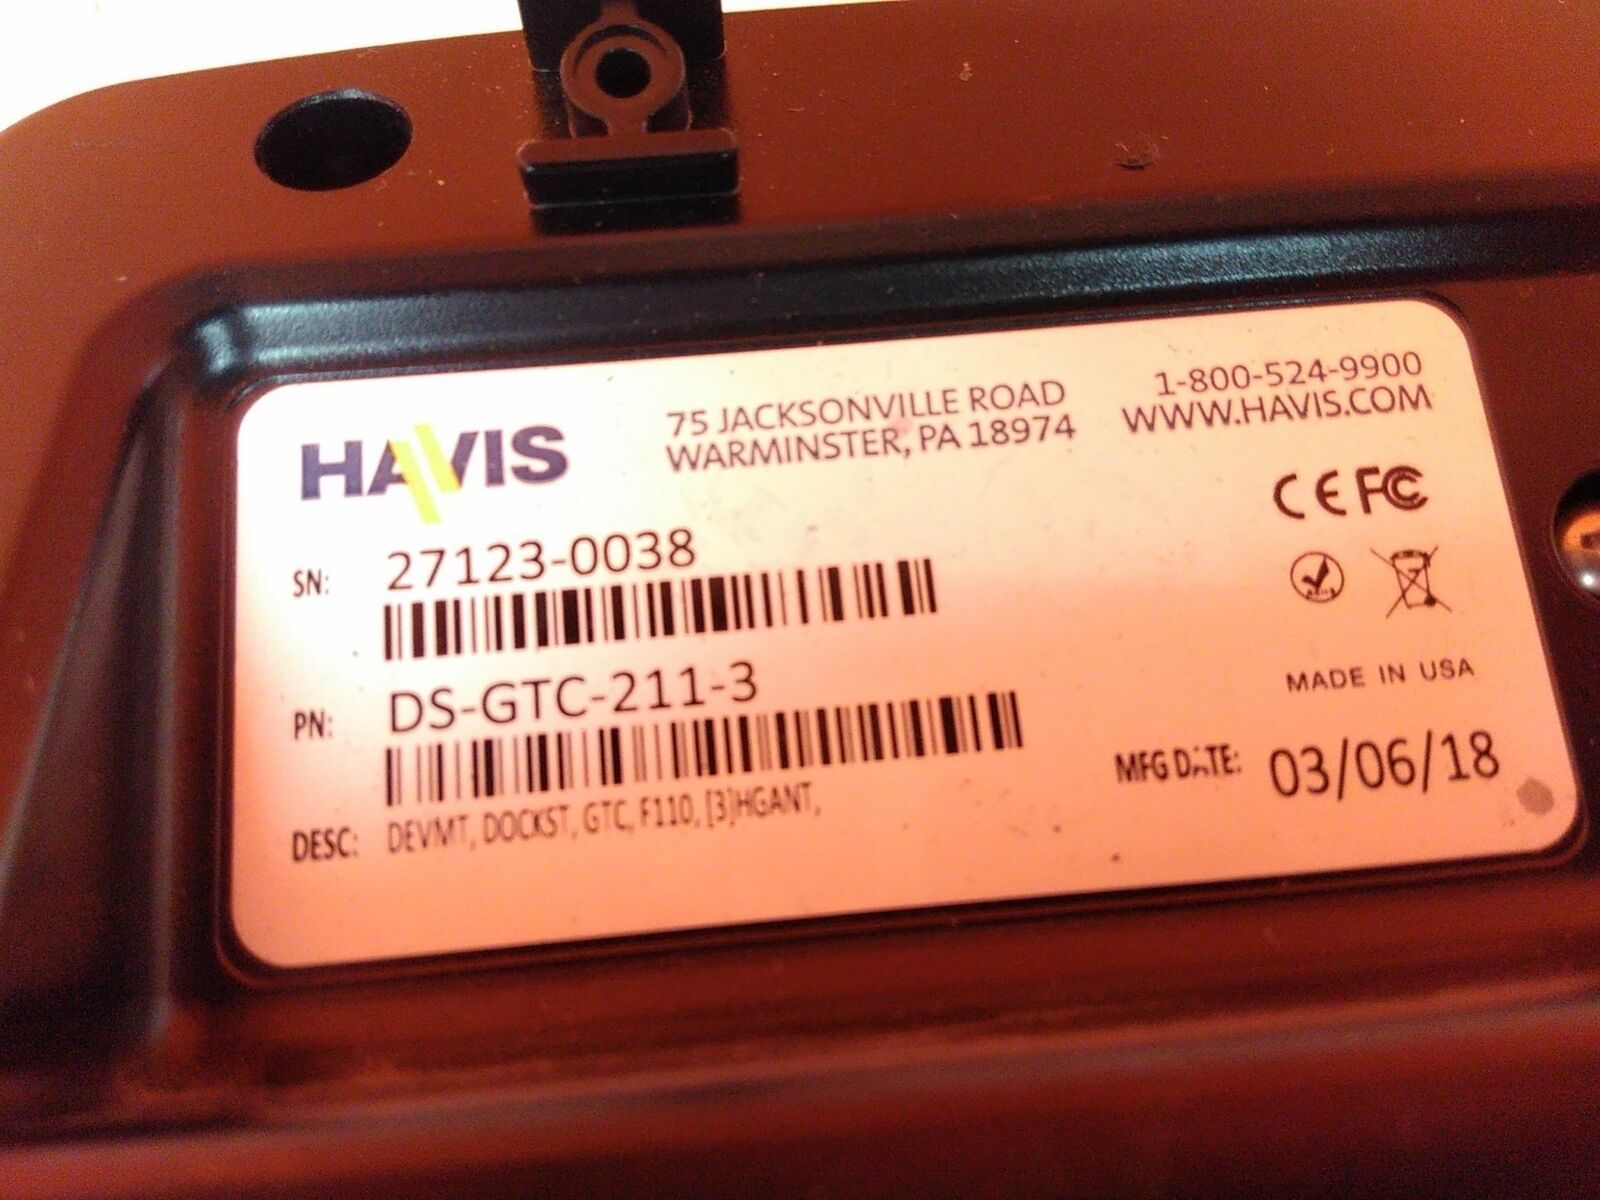 HAVIS
75 JACKSONVILLE ROAD
WARMINSTER, PA 18974
1-800-524-9900
WWW.HAVIS.COM
CE FC
SN: 27123-0038
PN: DS-GTC-211-3
DESC: DEVMT, DOCKST, GTC, F110, [3]HGANT,
MADE IN USA
MFG DATE: 03/06/18